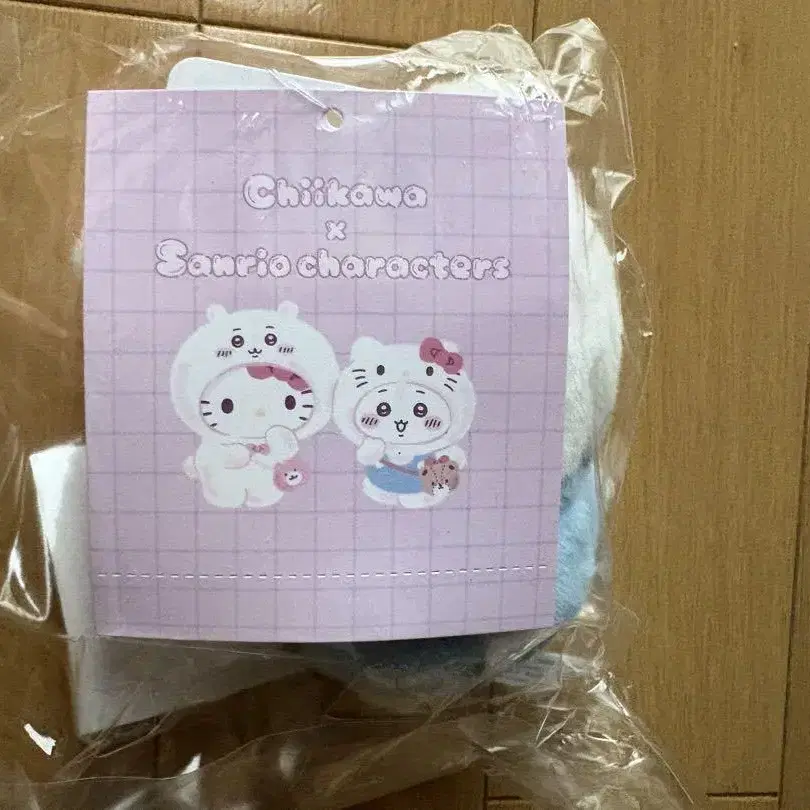 Chiikawa
x
Sanrio characters